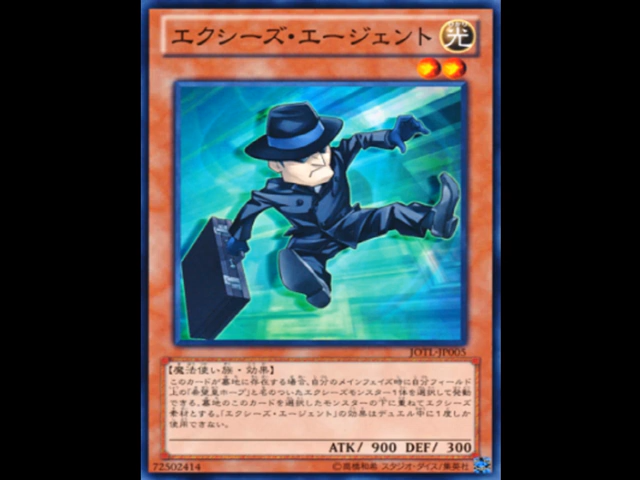 エクシーズ・エージェント
光
JOTL-JP005
【魔法使い族・効果】
このカードが墓地に存在する場合、自分のメインフェイズ時に自分フィールド
上の「希望皇ホープ」と名のついたエクシーズモンスター1体を選択して発動
できる。墓地のこのカードを選択したモンスターの下に重ねてエクシーズ
素材とする。「エクシーズ・エージェント」の効果はデュエル中に1度しか
使用できない。
ATK/ 900 DEF/ 300
72502414
©高橋和希 スタジオ・ダイス/集英社